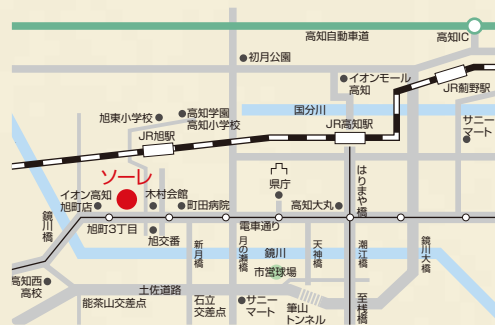 高知自動車道
高知IC
初月公園
イオンモール
高知
JR薊野駅
国分川
サニー
マート
旭東小学校
高知学園
高知小学校
JR旭駅
JR高知駅
ソーレ
県庁
はりまや橋
イオン高知
旭町店
木村会館
町田病院
高知大丸
鏡川橋
旭町3丁目
電車通り
旭交番
新月橋
月の瀬橋
鏡川
天神橋
潮江橋
鏡川大橋
市営球場
高知西
高校
土佐道路
能茶山交差点
石立
交差点
サニー
マート
筆山
トンネル
至桟橋